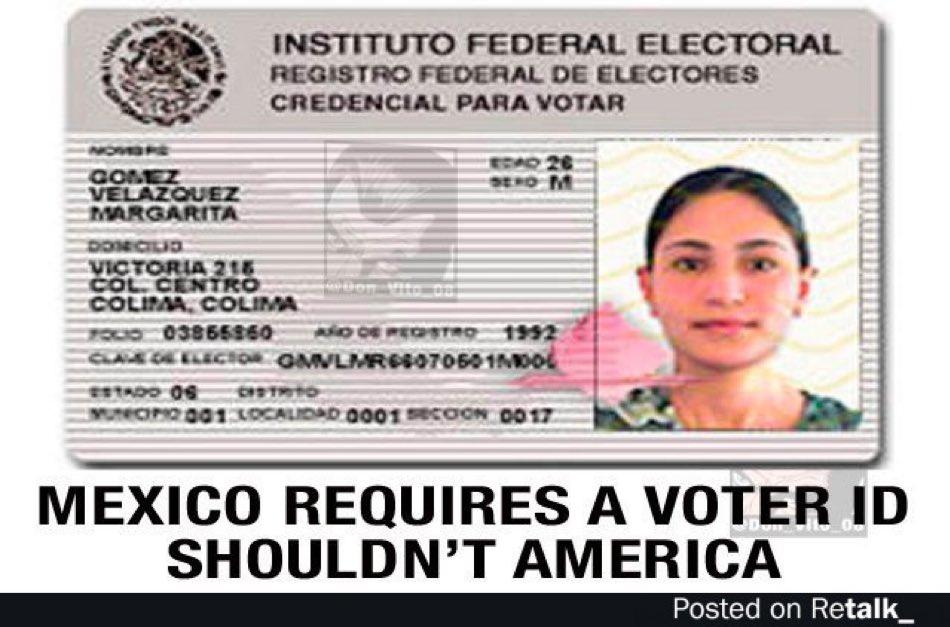 INSTITUTO FEDERAL ELECTORAL
REGISTRO FEDERAL DE ELECTORES
CREDENCIAL PARA VOTAR
NOMBRE
GOMEZ
VELAZQUEZ
MARGARITA
EDAD 26
SEXO M
DOMICILIO
VICTORIA 215
COL. CENTRO
COLIMA, COLIMA
FOLIO 03855860 AÑO DE REGISTRO 1992
CLAVE DE ELECTOR
ESTADO 06 DISTRITO
MUNICIPIO 001 LOCALIDAD 0001 SECCION 0017
@Don_Vito_08
MEXICO REQUIRES A VOTER ID
SHOULDN'T AMERICA
@Don_Vito_08
Posted on Retalk_